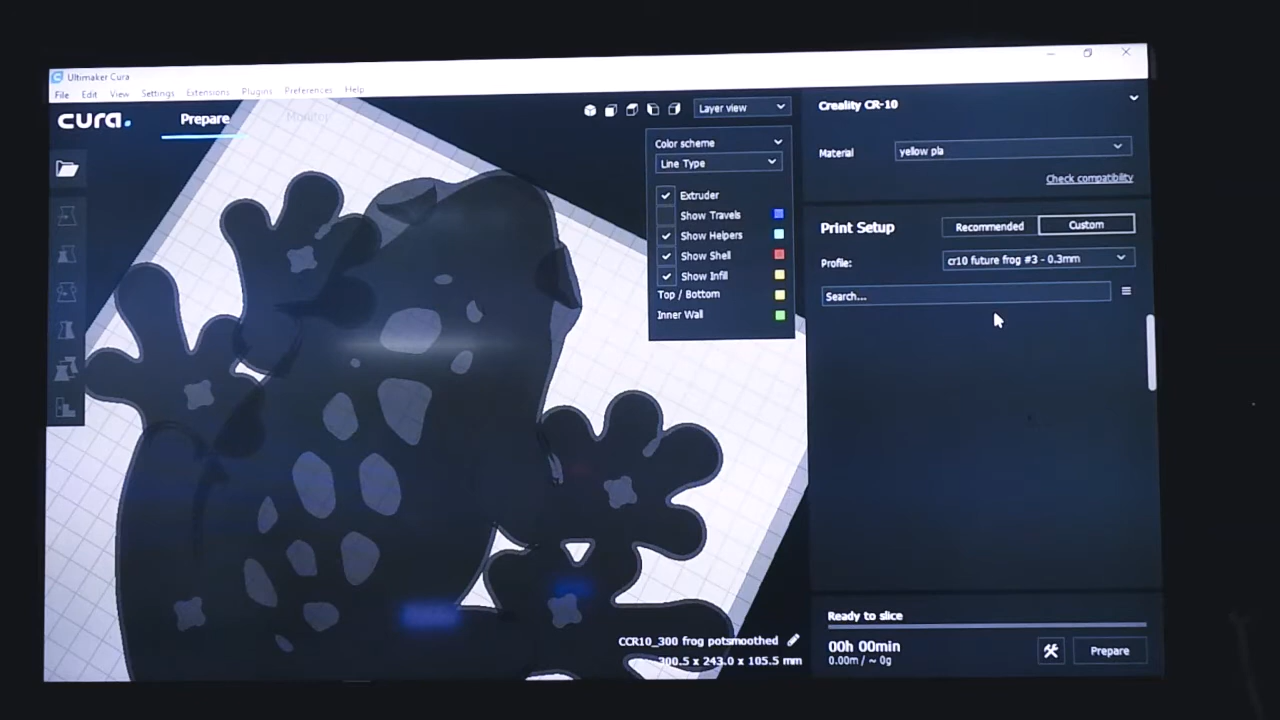 Ultimaker Cura
File Edit View Settings Extensions Plugins Preferences Help
cura.
Prepare
Monitor
Layer view
Color scheme
Line Type
Extruder
Show Travels
Show Helpers
Show Shell
Show Infill
Top / Bottom
Inner Wall
CCR10_300 frog potsmoothed
300.5 x 243.0 x 105.5 mm
Creality CR-10
Material yellow pla
Check compatibility
Print Setup Recommended Custom
Profile: cr10 future frog #3 - 0.3mm
Search...
Ready to slice
00h 00min
0.00m / ~ 0g
Prepare